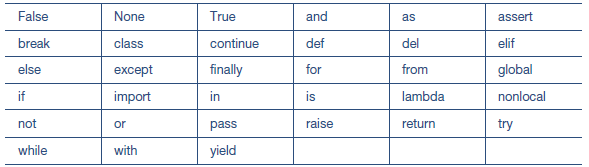 False None True and as assert
break class continue def del elif
else except finally for from global
if import in is lambda nonlocal
not or pass raise return try
while with yield